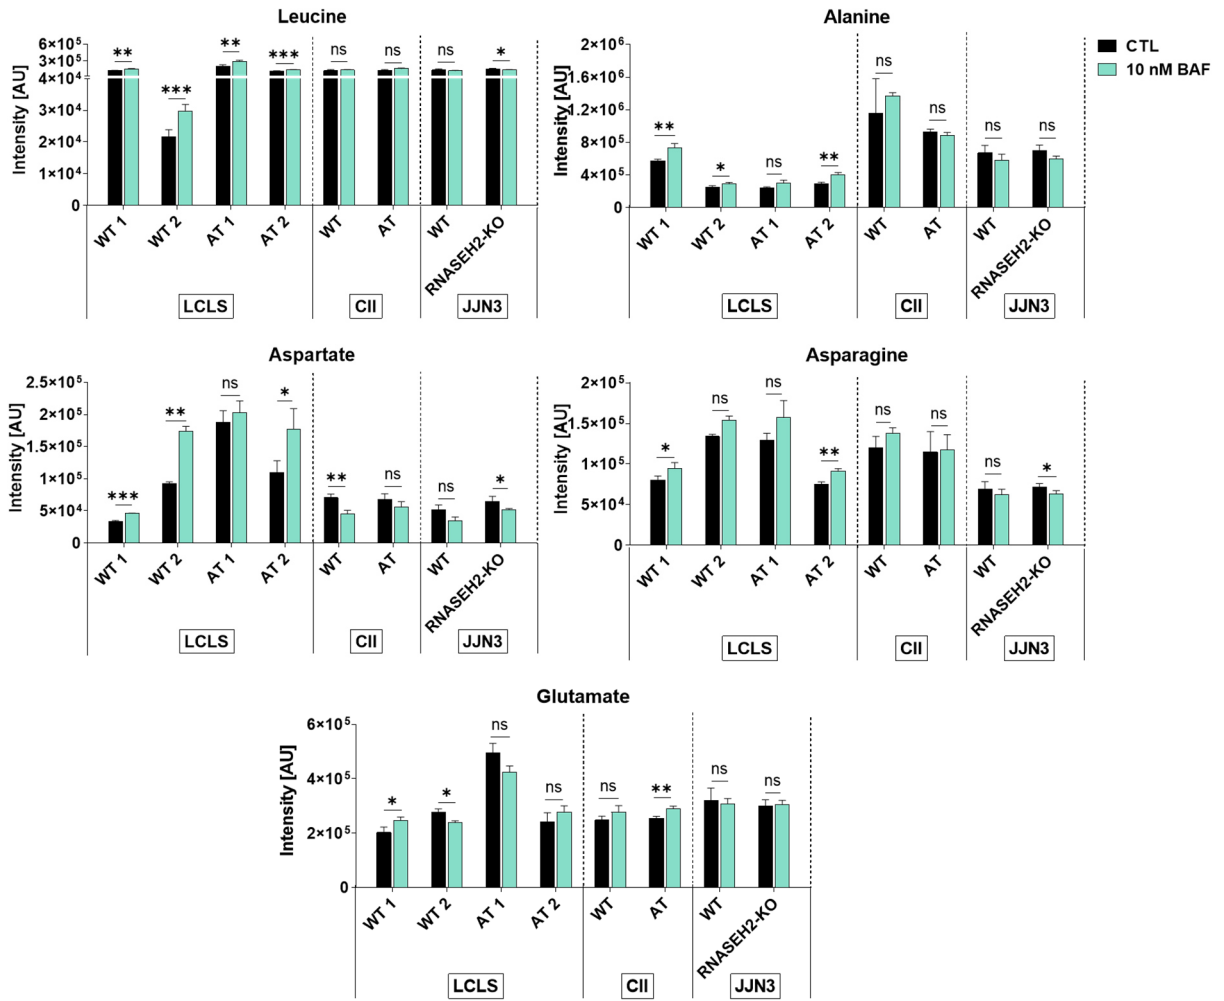 Leucine
Intensity [AU]
6×10⁵
3×10⁵
4×10⁴
3×10⁴
2×10⁴
1×10⁴
0
** *** ** *** ns ns ns *
WT 1 WT 2 AT 1 AT 2 WT AT WT RNASEH2-KO
LCLS CII JJN3
Alanine
CTL
10 nM BAF
Intensity [AU]
2×10⁶
1.6×10⁶
1.2×10⁶
8×10⁵
4×10⁵
0
** * ns ** ns ns ns ns
WT 1 WT 2 AT 1 AT 2 WT AT WT RNASEH2-KO
LCLS CII JJN3
Aspartate
Intensity [AU]
2.5×10⁵
2×10⁵
1.5×10⁵
1×10⁵
5×10⁴
0
*** ** ns * ** ns ns *
WT 1 WT 2 AT 1 AT 2 WT AT WT RNASEH2-KO
LCLS CII JJN3
Asparagine
Intensity [AU]
2×10⁵
1.5×10⁵
1×10⁵
5×10⁴
0
* ns ns ** ns ns ns *
WT 1 WT 2 AT 1 AT 2 WT AT WT RNASEH2-KO
LCLS CII JJN3
Glutamate
Intensity [AU]
6×10⁵
4×10⁵
2×10⁵
0
* * ns ns ns ** ns ns
WT 1 WT 2 AT 1 AT 2 WT AT WT RNASEH2-KO
LCLS CII JJN3